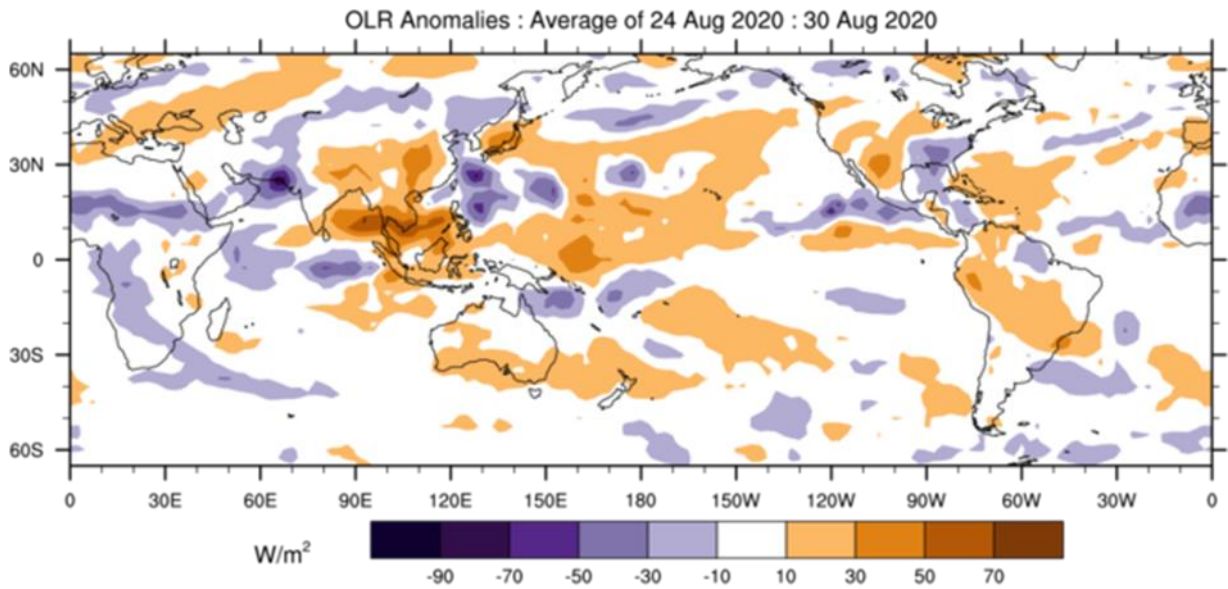 OLR Anomalies : Average of 24 Aug 2020 : 30 Aug 2020
60N
30N
0
30S
60S
0 30E 60E 90E 120E 150E 180 150W 120W 90W 60W 30W 0
W/m²
-90 -70 -50 -30 -10 10 30 50 70